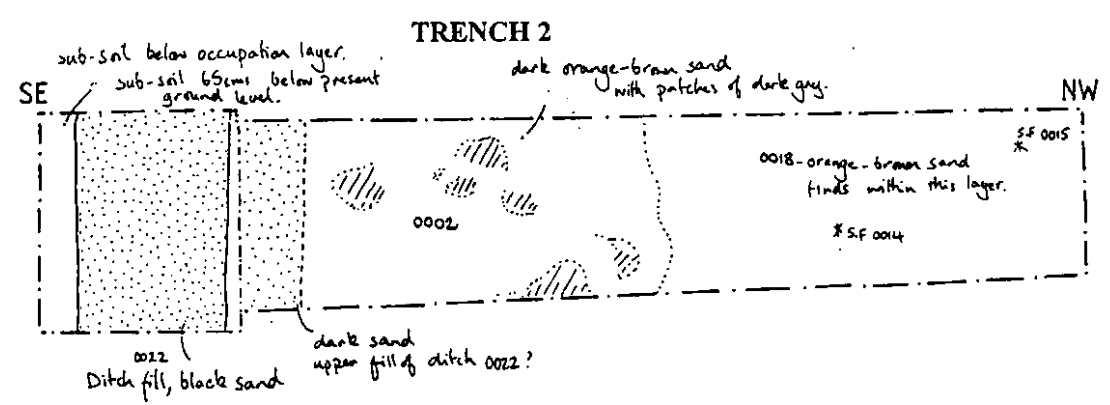 TRENCH 2
sub-soil below occupation layer.
sub-soil 65cms below present
ground level.
dark orange-brown sand
with patches of dark grey.
SE
NW
S.F 0015
0018-orange-brown sand
finds within this layer.
0002
S.F 0014
dark sand
upper fill of ditch 0022?
0022
Ditch fill, black sand